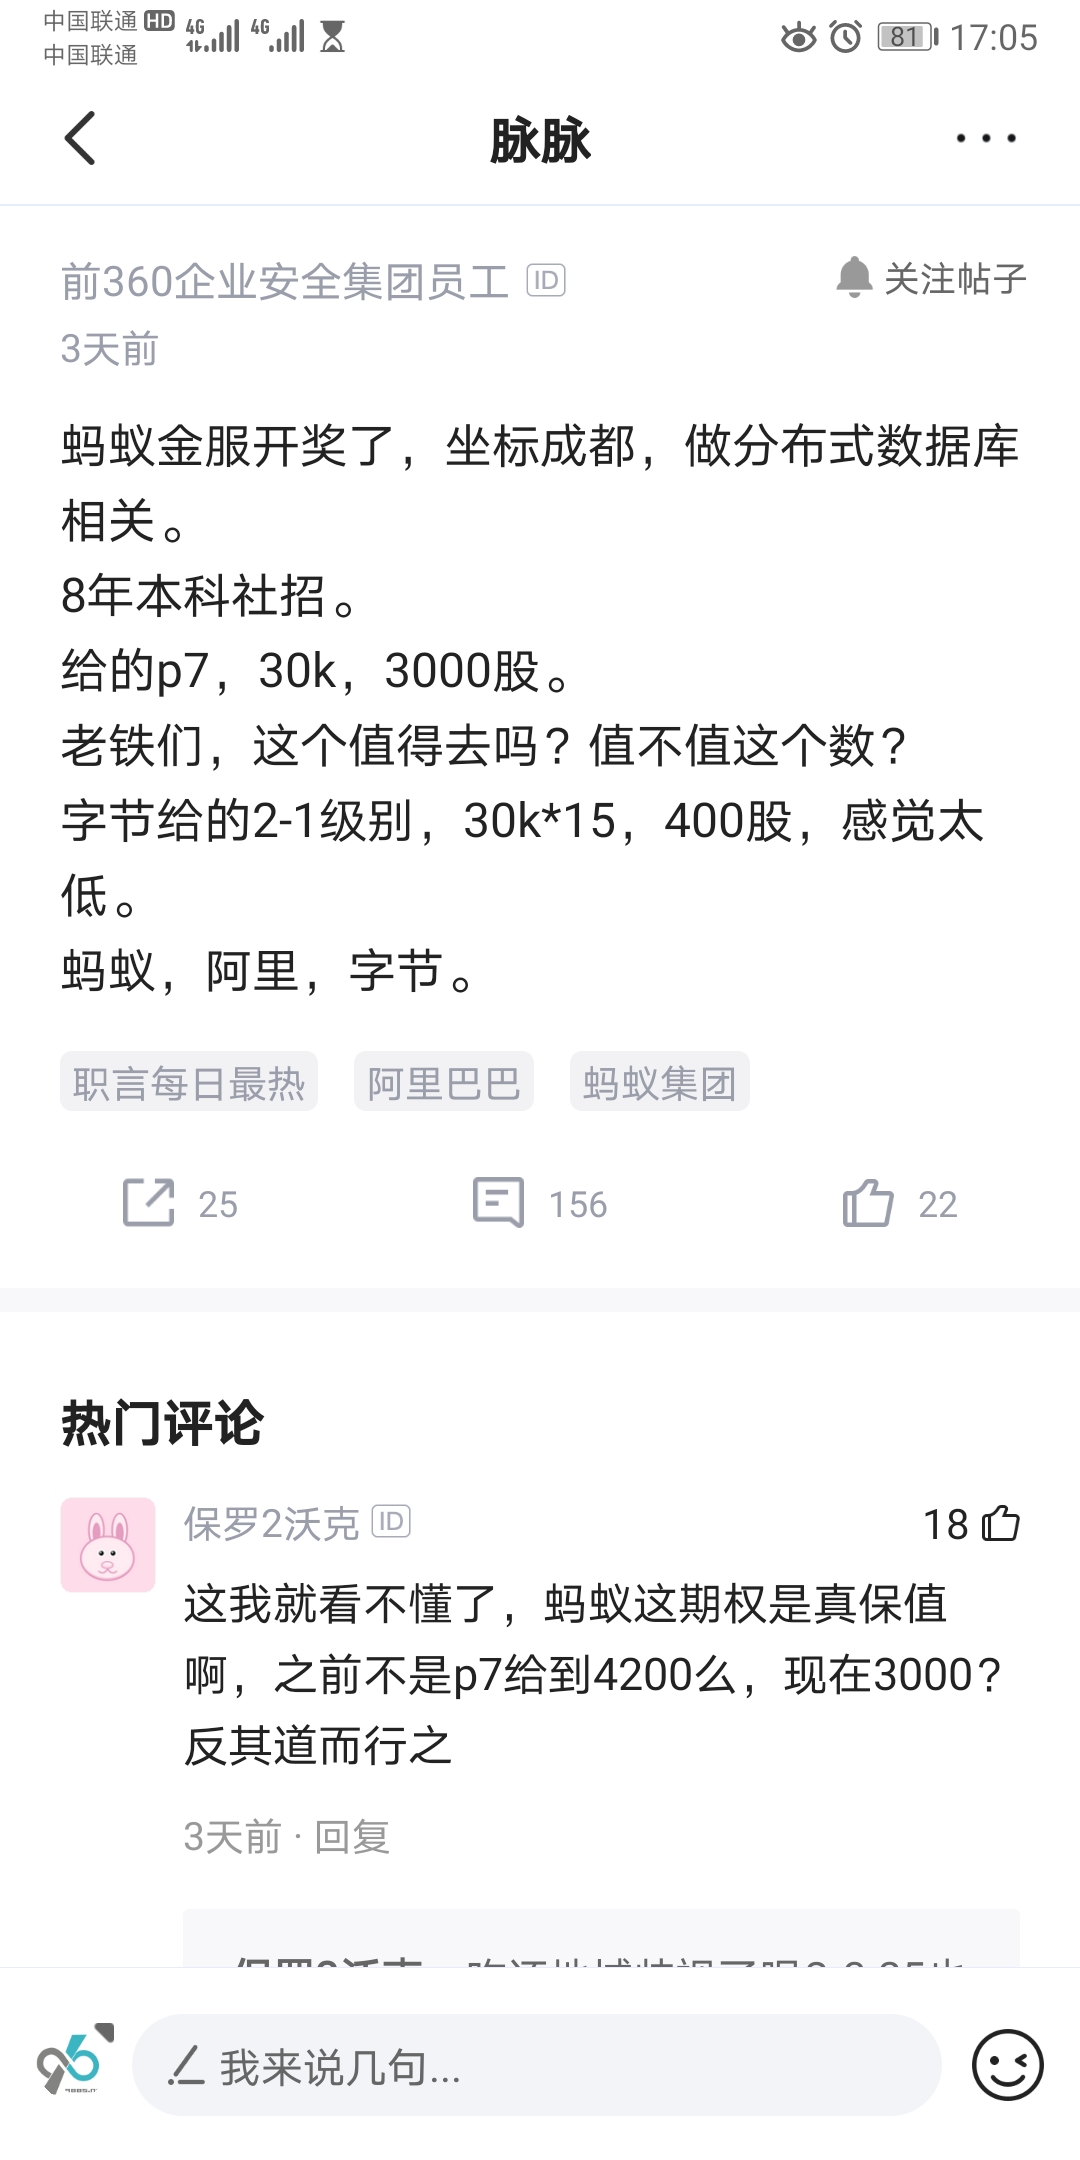 中国联通 HD 4G 4G 81 17:05
中国联通
脉脉
前360企业安全集团员工 ID 关注帖子
3天前
蚂蚁金服开奖了，坐标成都，做分布式数据库
相关。
8年本科社招。
给的p7，30k，3000股。
老铁们，这个值得去吗？值不值这个数？
字节给的2-1级别，30k*15，400股，感觉太
低。
蚂蚁，阿里，字节。
职言每日最热 阿里巴巴 蚂蚁集团
25 156 22
热门评论
保罗2沃克 ID 18
这我就看不懂了，蚂蚁这期权是真保值
啊，之前不是p7给到4200么，现在3000？
反其道而行之
3天前 · 回复
保罗2沃克
我来说几句...